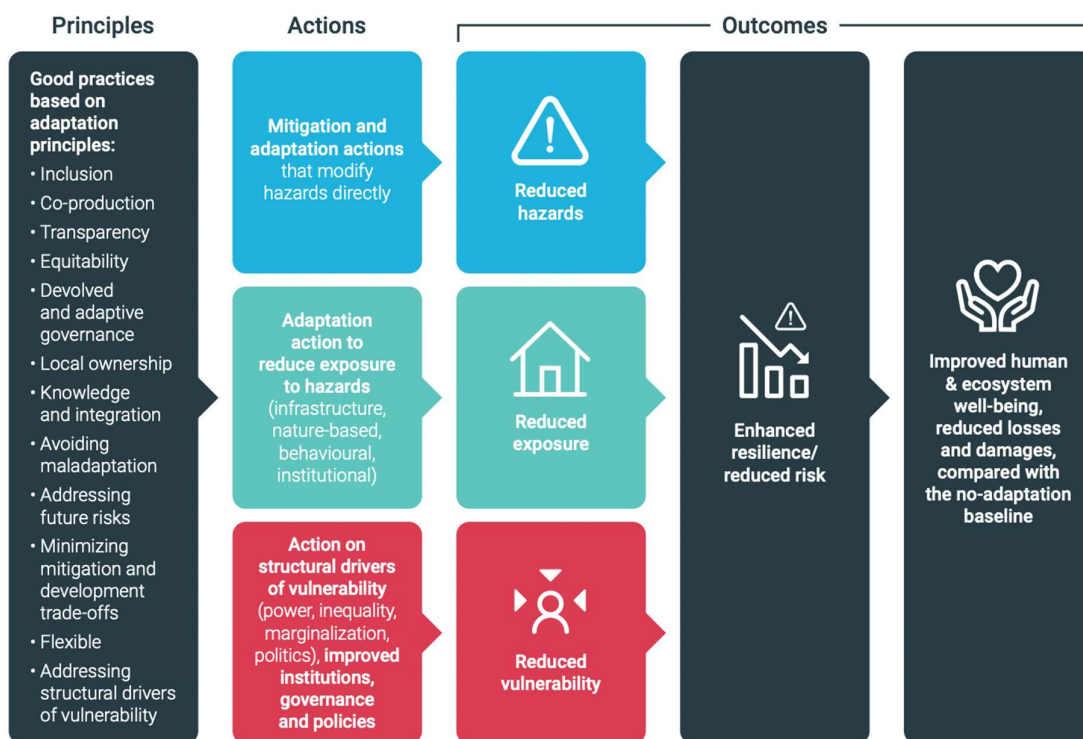 Principles
Actions
Outcomes
Good practices
based on
adaptation
principles:
• Inclusion
• Co-production
• Transparency
• Equitability
• Devolved
and adaptive
governance
• Local ownership
• Knowledge
and integration
• Avoiding
maladaptation
• Addressing
future risks
• Minimizing
mitigation and
development
trade-offs
• Flexible
• Addressing
structural drivers
of vulnerability
Mitigation and
adaptation actions
that modify
hazards directly
Adaptation
action to
reduce exposure
to hazards
(infrastructure,
nature-based,
behavioural,
institutional)
Action on
structural drivers
of vulnerability
(power, inequality,
marginalization,
politics), improved
institutions,
governance
and policies
Reduced
hazards
Reduced
exposure
Reduced
vulnerability
Enhanced
resilience/
reduced risk
Improved human
& ecosystem
well-being,
reduced losses
and damages,
compared with
the no-adaptation
baseline